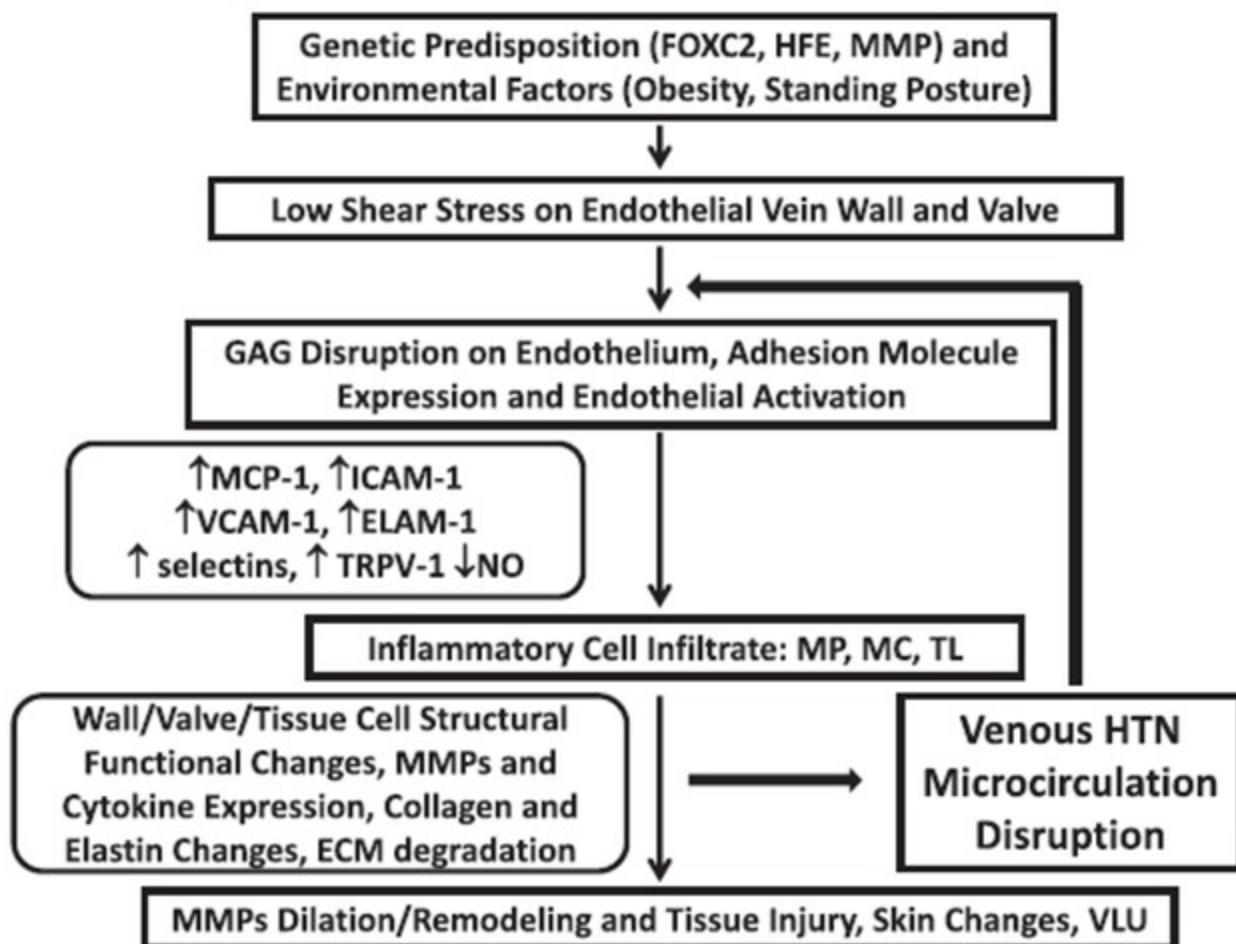 Genetic Predisposition (FOXC2, HFE, MMP) and
Environmental Factors (Obesity, Standing Posture)
Low Shear Stress on Endothelial Vein Wall and Valve
GAG Disruption on Endothelium, Adhesion Molecule
Expression and Endothelial Activation
↑MCP-1, ↑ICAM-1
↑VCAM-1, ↑ELAM-1
↑ selectins, ↑ TRPV-1 ↓NO
Inflammatory Cell Infiltrate: MP, MC, TL
Wall/Valve/Tissue Cell Structural
Functional Changes, MMPs and
Cytokine Expression, Collagen and
Elastin Changes, ECM degradation
Venous HTN
Microcirculation
Disruption
MMPs Dilation/Remodeling and Tissue Injury, Skin Changes, VLU